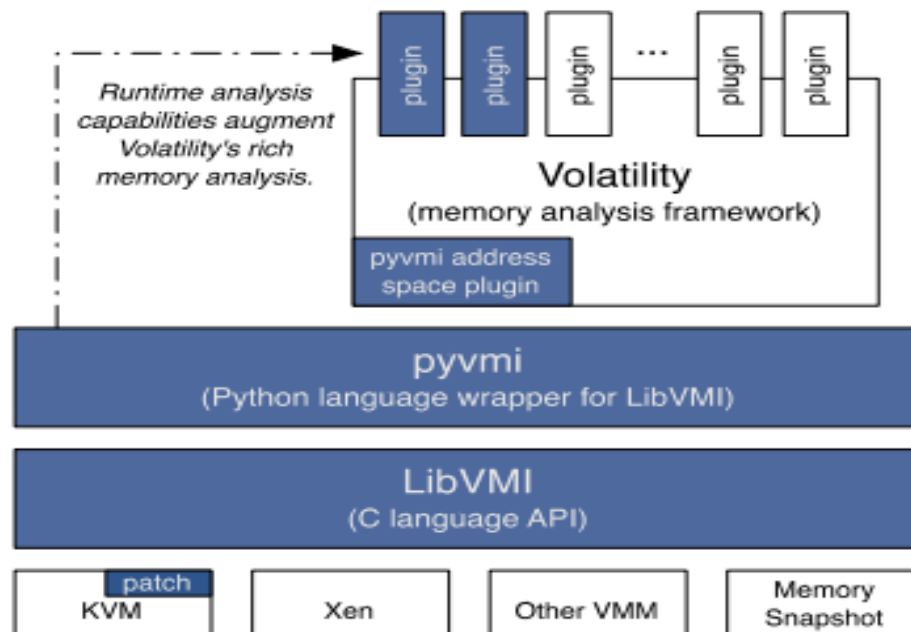 plugin
plugin
plugin
...
plugin
plugin
Runtime analysis
capabilities augment
Volatility's rich
memory analysis.
Volatility
(memory analysis framework)
pyvmi address
space plugin
pyvmi
(Python language wrapper for LibVMI)
LibVMI
(C language API)
patch
KVM
Xen
Other VMM
Memory
Snapshot